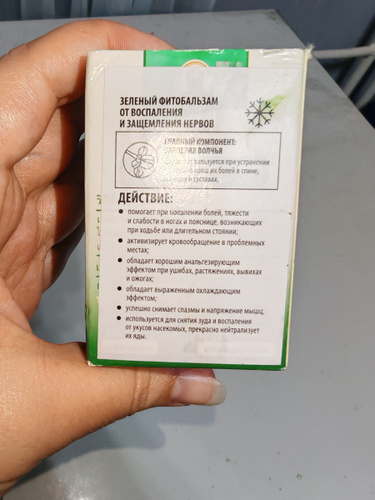 ЗЕЛЕНЫЙ ФИТОБАЛЬЗАМ
ОТ ВОСПАЛЕНИЯ
И ЗАЩЕМЛЕНИЯ НЕРВОВ
ГЛАВНЫЙ КОМПОНЕНТ:
ВОЛЧЬЯ
используется при устранении
болей в спине,
суставах.
ДЕЙСТВИЕ:
• помогает при появлении болей, тяжести
и слабости в ногах и пояснице, возникающих
при ходьбе или длительном стоянии;
• активизирует кровообращение в проблемных
местах;
• обладает хорошим анальгезирующим
эффектом при ушибах, растяжениях, вывихах
и ожогах;
• обладает выраженным охлаждающим
эффектом;
• успешно снимает спазмы и напряжение мышц;
• используется для снятия зуда и воспаления
от укусов насекомых, прекрасно нейтрализует
их яды.